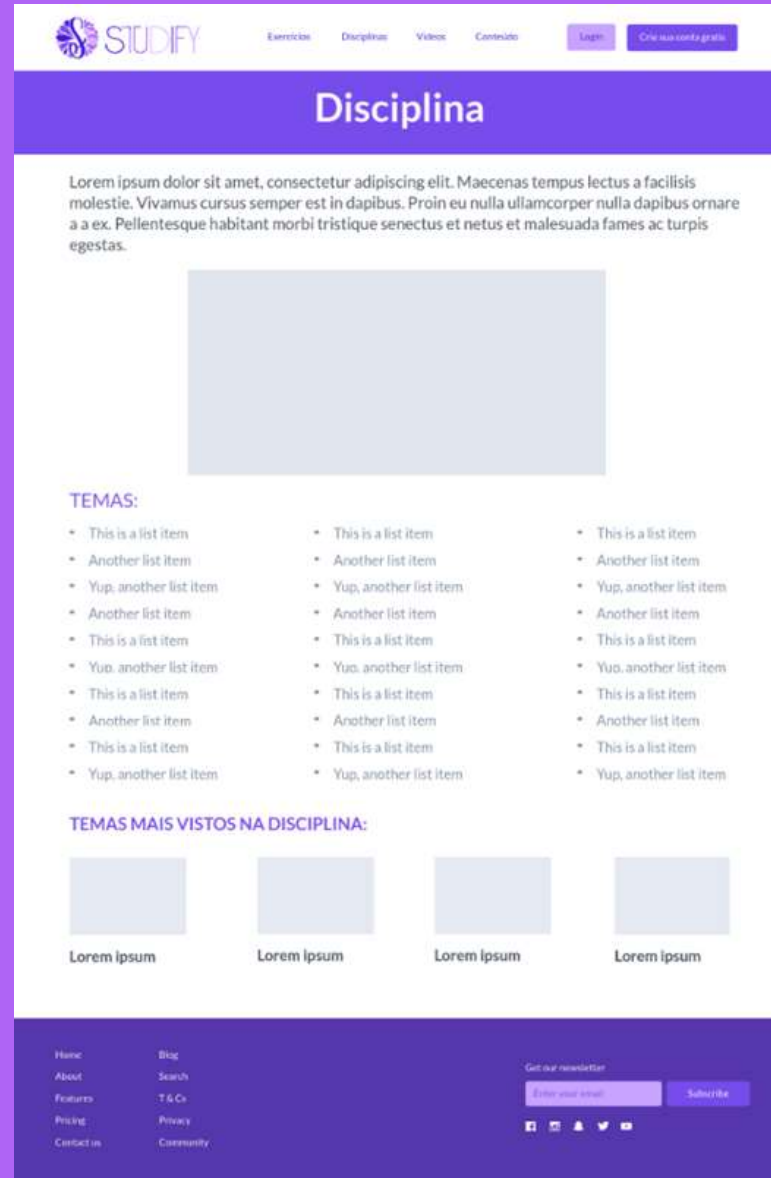 STUDIFY
Exercícios Disciplinas Vídeos Conteúdo Login Crie sua conta gratis
Disciplina
Lorem ipsum dolor sit amet, consectetur adipiscing elit. Maecenas tempus lectus a facilisis
molestie. Vivamus cursus semper est in dapibus. Proin eu nulla ullamcorper nulla dapibus ornare
a a ex. Pellentesque habitant morbi tristique senectus et netus et malesuada fames ac turpis
egestas.
TEMAS:
This is a list item
Another list item
Yup, another list item
Another list item
This is a list item
Yup, another list item
This is a list item
Another list item
This is a list item
Yup, another list item
This is a list item
Another list item
Yup, another list item
Another list item
This is a list item
Yup, another list item
This is a list item
Another list item
This is a list item
Yup, another list item
This is a list item
Another list item
Yup, another list item
Another list item
This is a list item
Yup, another list item
This is a list item
Another list item
This is a list item
Yup, another list item
TEMAS MAIS VISTOS NA DISCIPLINA:
Lorem ipsum Lorem ipsum Lorem ipsum Lorem ipsum
Home
About
Features
Pricing
Contact us
Blog
Search
T & Cs
Privacy
Community
Get our newsletter
Enter your email Subscribe